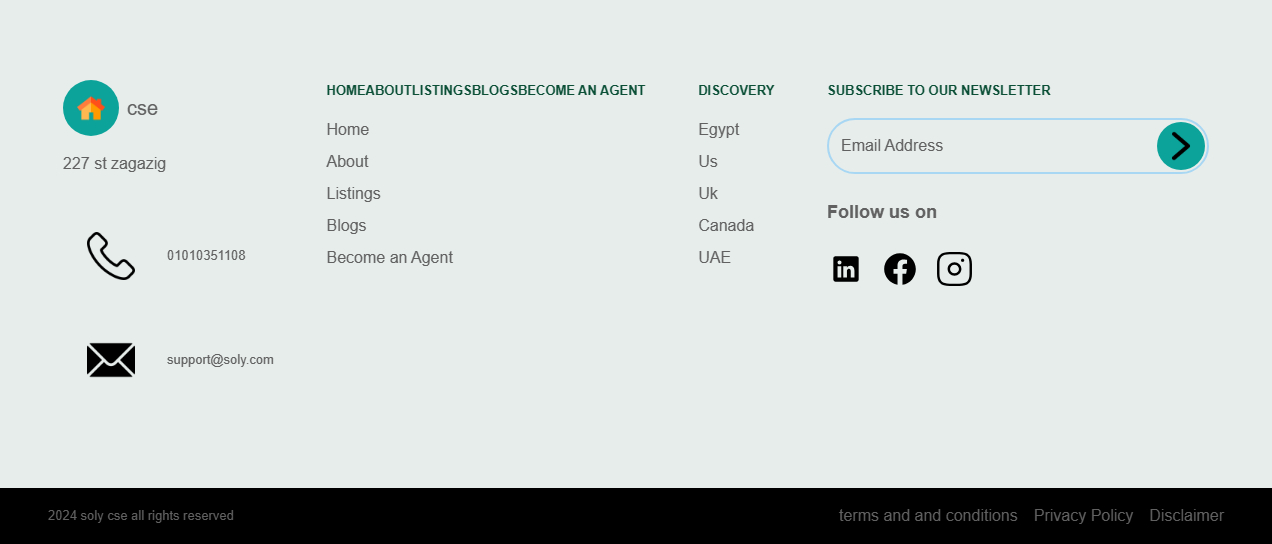 cse
227 st zagazig
01010351108
support@soly.com
HOMEABOUTLISTINGSBLOGSBECOME AN AGENT
Home
About
Listings
Blogs
Become an Agent
DISCOVERY
Egypt
Us
Uk
Canada
UAE
SUBSCRIBE TO OUR NEWSLETTER
Email Address
Follow us on
in
2024 soly cse all rights reserved
terms and and conditions Privacy Policy Disclaimer